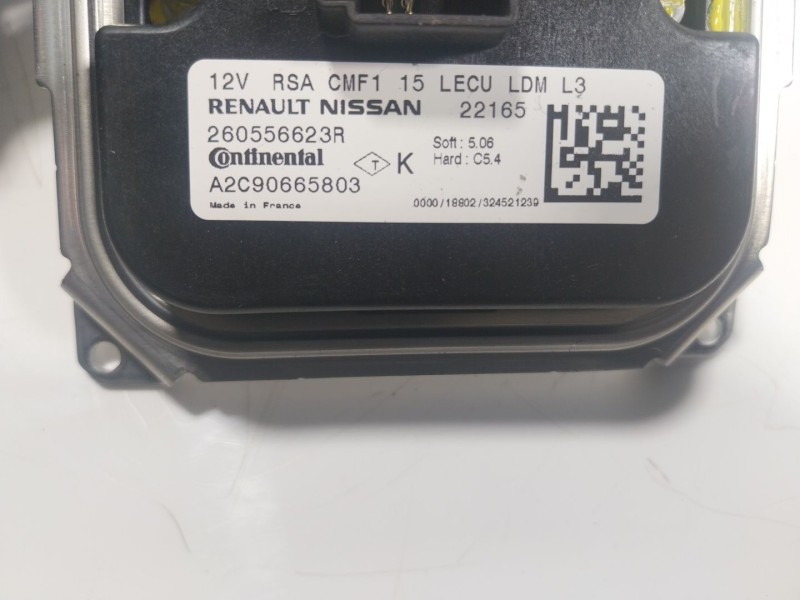 12V RSA CMF1 15 LECU LDM L3
RENAULT NISSAN 22165
260556623R
Soft : 5.06
Continental T K Hard : C5.4
A2C90665803
Made in France 0000/18802/324521239